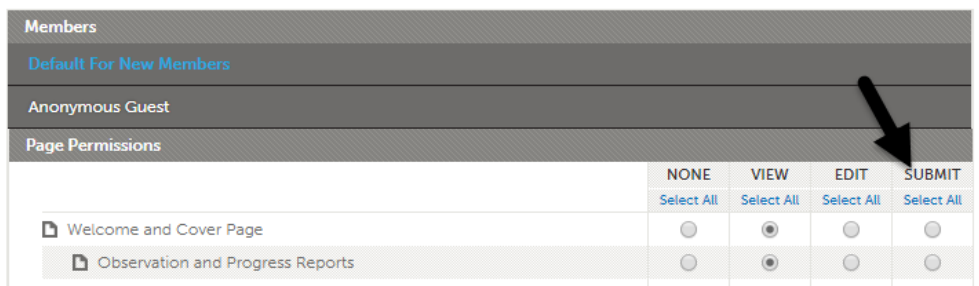 Members
Default For New Members
Anonymous Guest
Page Permissions
NONE VIEW EDIT SUBMIT
Select All Select All Select All Select All
Welcome and Cover Page
Observation and Progress Reports